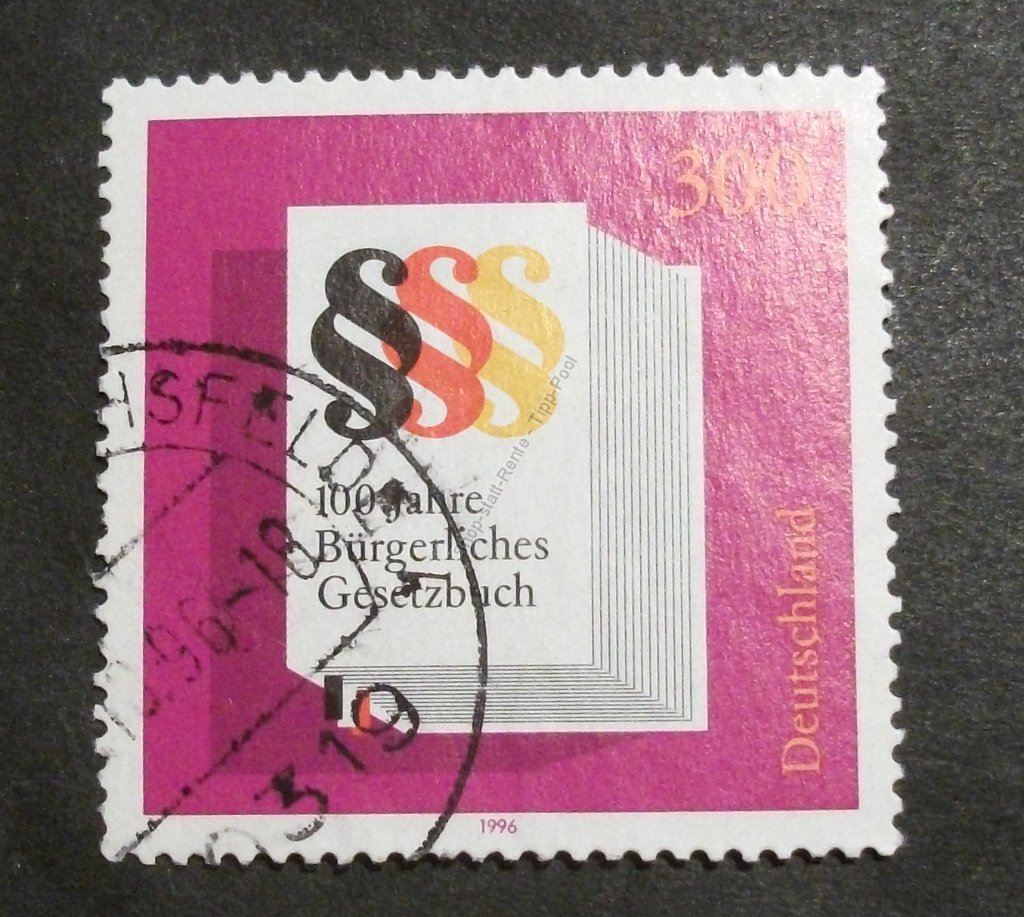 300
§§§
100 Jahre
Bürgerliches
Gesetzbuch
Deutschland
1996